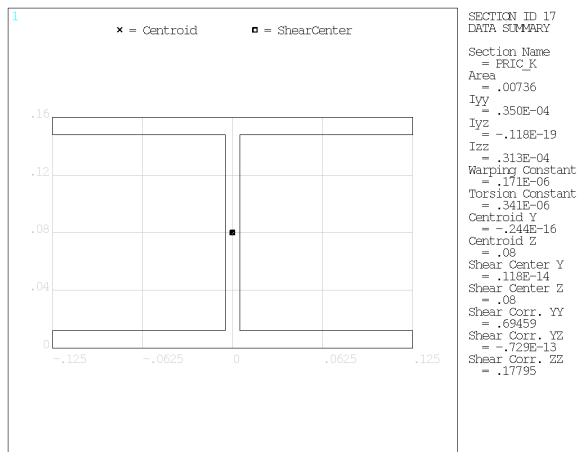 1
× = Centroid    ◘ = ShearCenter
.16
.12
.08
.04
0
-.125    -.0625    0    .0625    .125
SECTION ID 17
DATA SUMMARY
Section Name
= PRIC_K
Area
= .00736
Iyy
= .350E-04
Iyz
= -.118E-19
Izz
= .313E-04
Warping Constant
= .171E-06
Torsion Constant
= .341E-06
Centroid Y
= -.244E-16
Centroid Z
= .08
Shear Center Y
= .118E-14
Shear Center Z
= .08
Shear Corr. YY
= .69459
Shear Corr. YZ
= -.729E-13
Shear Corr. ZZ
= .17795